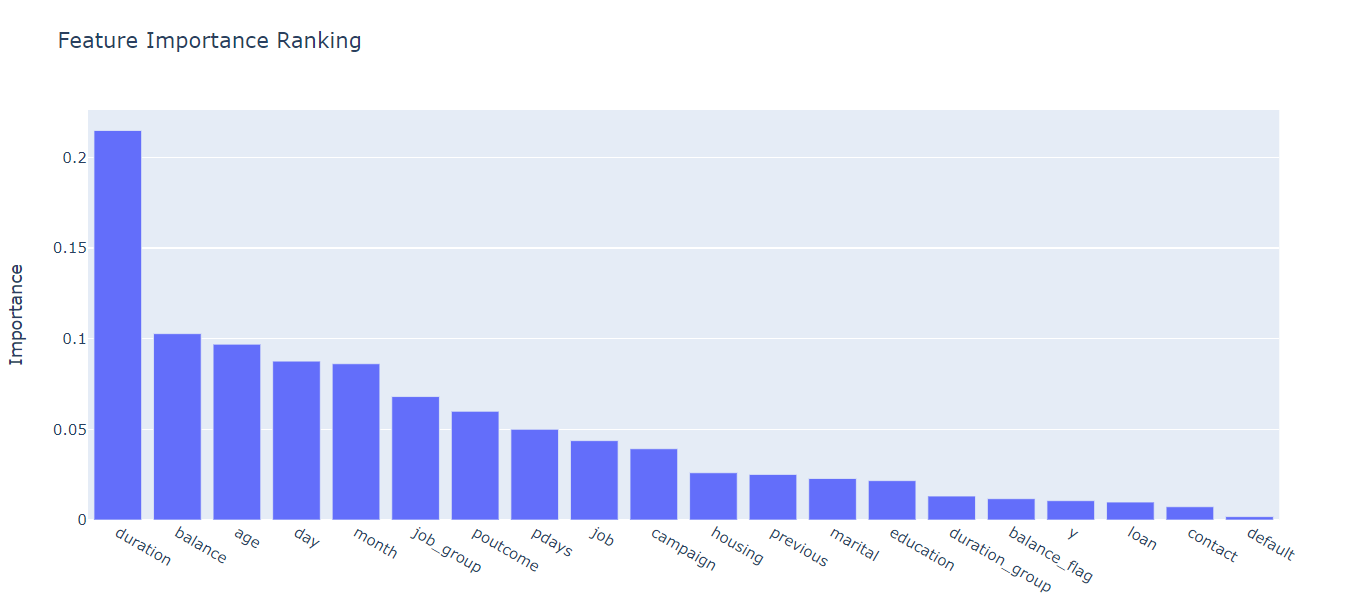 Feature Importance Ranking
Importance
0.2
0.15
0.1
0.05
0
duration
balance
age
day
month
job_group
poutcome
pdays
job
campaign
housing
previous
marital
education
duration_group
balance_flag
y
loan
contact
default